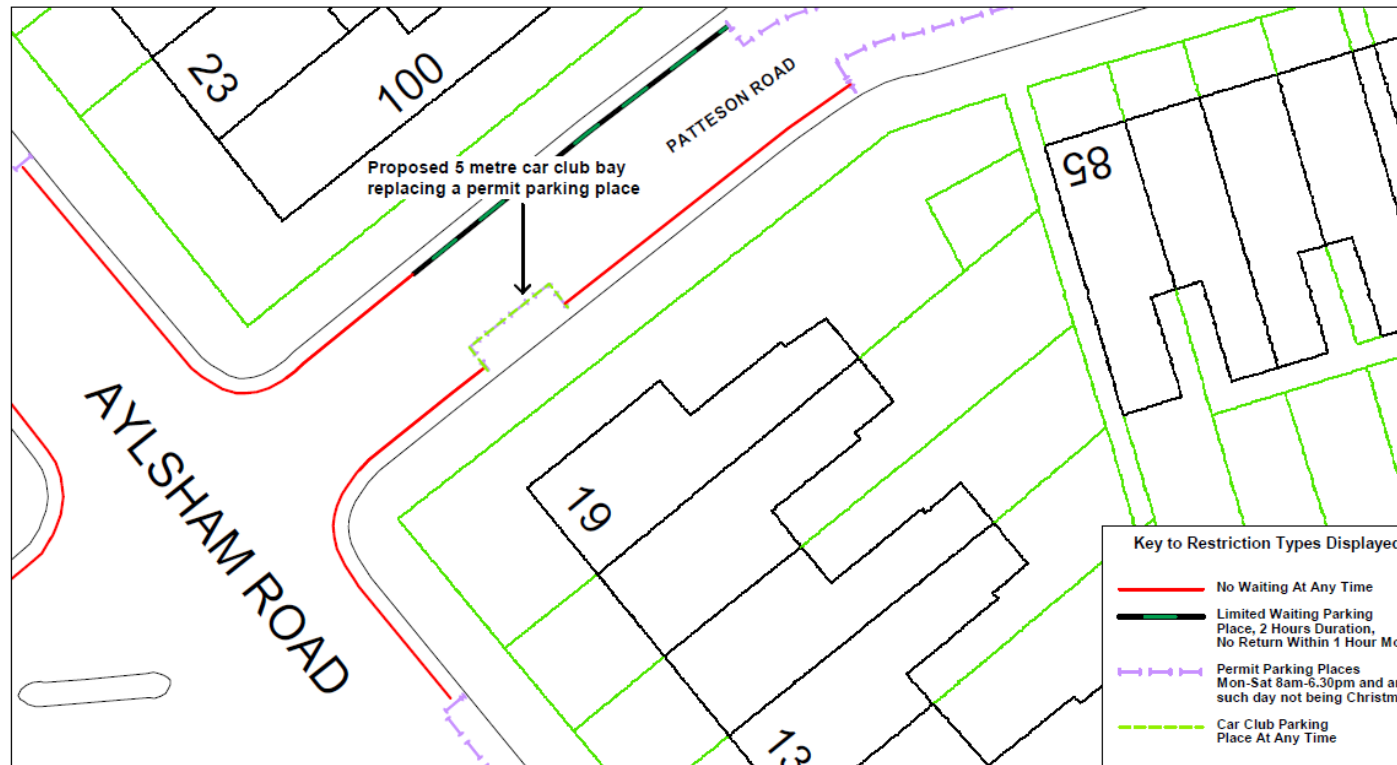 23
100
PATTESON ROAD
Proposed 5 metre car club bay
replacing a permit parking place
85
AYLSHAM ROAD
19
13
Key to Restriction Types Displayed
No Waiting At Any Time
Limited Waiting Parking
Place, 2 Hours Duration,
No Return Within 1 Hour
Permit Parking Places
Mon-Sat 8am-6.30pm and
such day not being
Car Club Parking
Place At Any Time